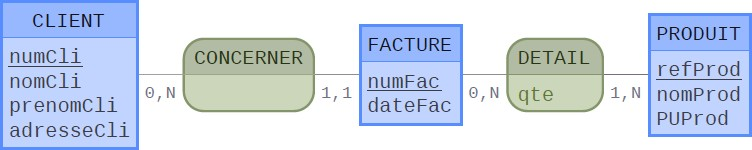 CLIENT
numCli
nomCli
prenomCli
adresseCli
0,N
CONCERNER
1,1
FACTURE
numFac
dateFac
0,N
DETAIL
qte
1,N
PRODUIT
refProd
nomProd
PUProd